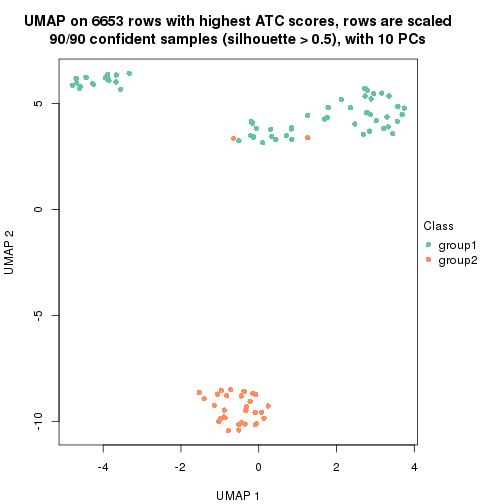 UMAP on 6653 rows with highest ATC scores, rows are scaled
90/90 confident samples (silhouette > 0.5), with 10 PCs
5
0
-5
-10
UMAP 2
-4
-2
0
2
4
UMAP 1
Class
group1
group2